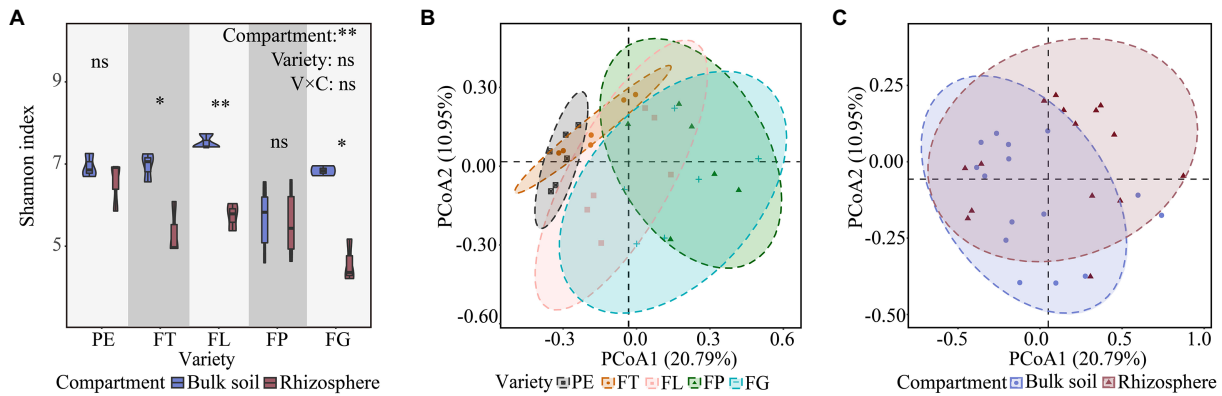 A
Compartment:**
Variety: ns
V×C: ns
ns
*
**
ns
*
9
7
5
Shannon index
PE FT FL FP FG
Variety
Compartment Bulk soil Rhizosphere
B
0.30
0.00
-0.30
-0.60
PCoA2 (10.95%)
-0.3 0.0 0.3 0.6
PCoA1 (20.79%)
Variety PE FT FL FP FG
C
0.25
0.00
-0.25
-0.50
PCoA2 (10.95%)
-0.5 0.0 0.5 1.0
PCoA1 (20.79%)
Compartment Bulk soil Rhizosphere